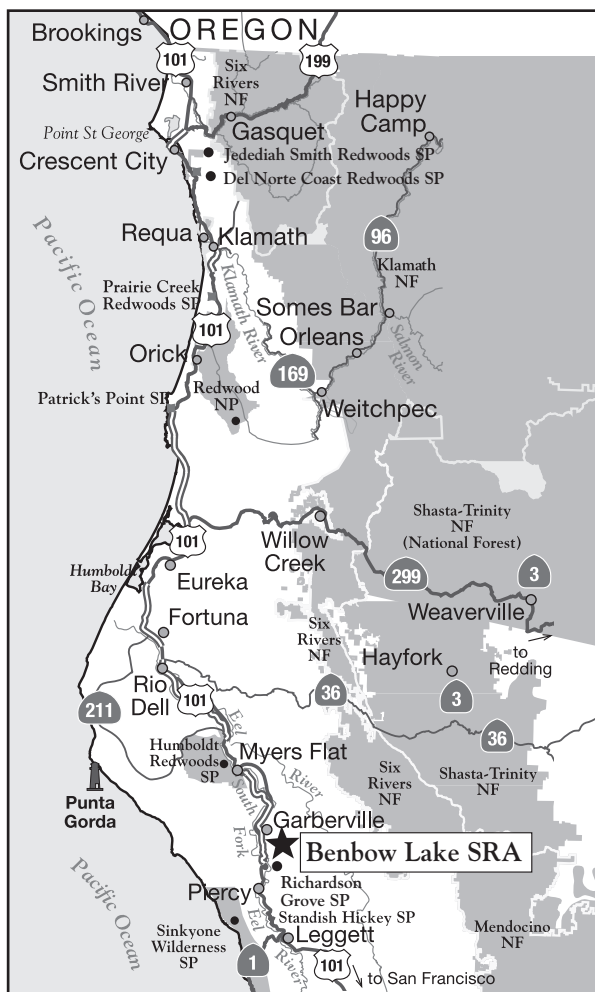 OREGON
Brookings
101
199
Smith River
Six
Rivers
NF
Happy
Camp
Point St George
Gasquet
Crescent City
Jedediah Smith Redwoods SP
Del Norte Coast Redwoods SP
Pacific Ocean
Requa
Klamath
96
Klamath
NF
Klamath River
Prairie Creek
Redwoods SP
101
Somes Bar
Orleans
Salmon
River
Orick
169
Redwood
NP
Patrick's Point SP
Weitchpec
Shasta-Trinity
NF
(National Forest)
101
Willow
Creek
Humboldt
Bay
Eureka
299
3
Weaverville
Fortuna
Six
Rivers
NF
to
Redding
Hayfork
Rio
Dell
101
36
3
211
Eel
36
Humboldt
Redwoods
SP
Myers Flat
River
Six
Rivers
NF
Shasta-Trinity
NF
Punta
Gorda
South
Fork
Garberville
Benbow Lake SRA
Pacific Ocean
Piercy
Richardson
Grove SP
Standish Hickey SP
Eel
River
Sinkyone
Wilderness
SP
Leggett
Mendocino
NF
1
101
to San Francisco